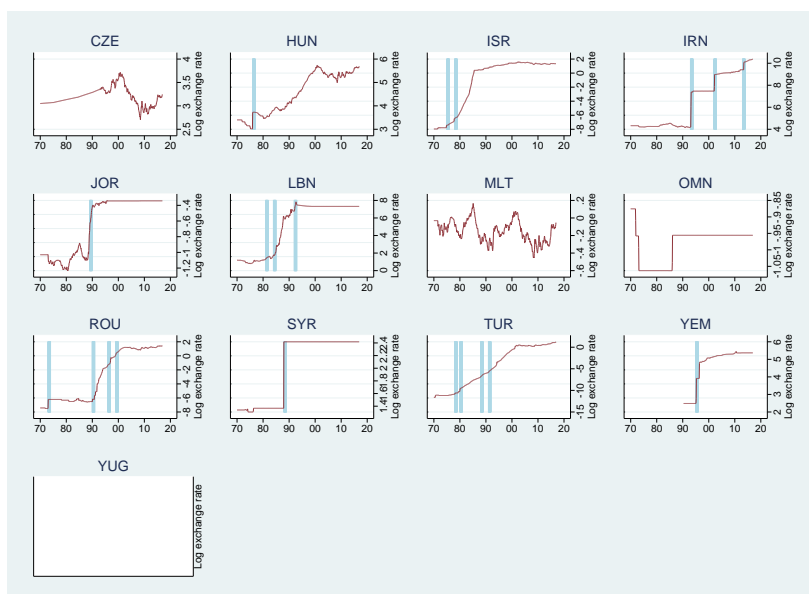 CZE HUN ISR IRN
2.5 3 3.5 4 Log exchange rate
70 80 90 00 10 20
3 4 5 6 Log exchange rate
70 80 90 00 10 20
-8 -6 -4 -2 0 2 Log exchange rate
70 80 90 00 10 20
4 6 8 10 Log exchange rate
70 80 90 00 10 20
JOR LBN MLT OMN
-1.2 -1 -.8 -.6 -.4 Log exchange rate
70 80 90 00 10 20
0 2 4 6 8 Log exchange rate
70 80 90 00 10 20
-.6 -.4 -.2 0 .2 Log exchange rate
70 80 90 00 10 20
-1.05 -1 -.95 -.9 -.85 Log exchange rate
70 80 90 00 10 20
ROU SYR TUR YEM
-8 -6 -4 -2 0 2 Log exchange rate
70 80 90 00 10 20
1.4 1.6 1.8 2 2.2 2.4 Log exchange rate
70 80 90 00 10 20
-15 -10 -5 0 Log exchange rate
70 80 90 00 10 20
2 3 4 5 6 Log exchange rate
70 80 90 00 10 20
YUG
Log exchange rate